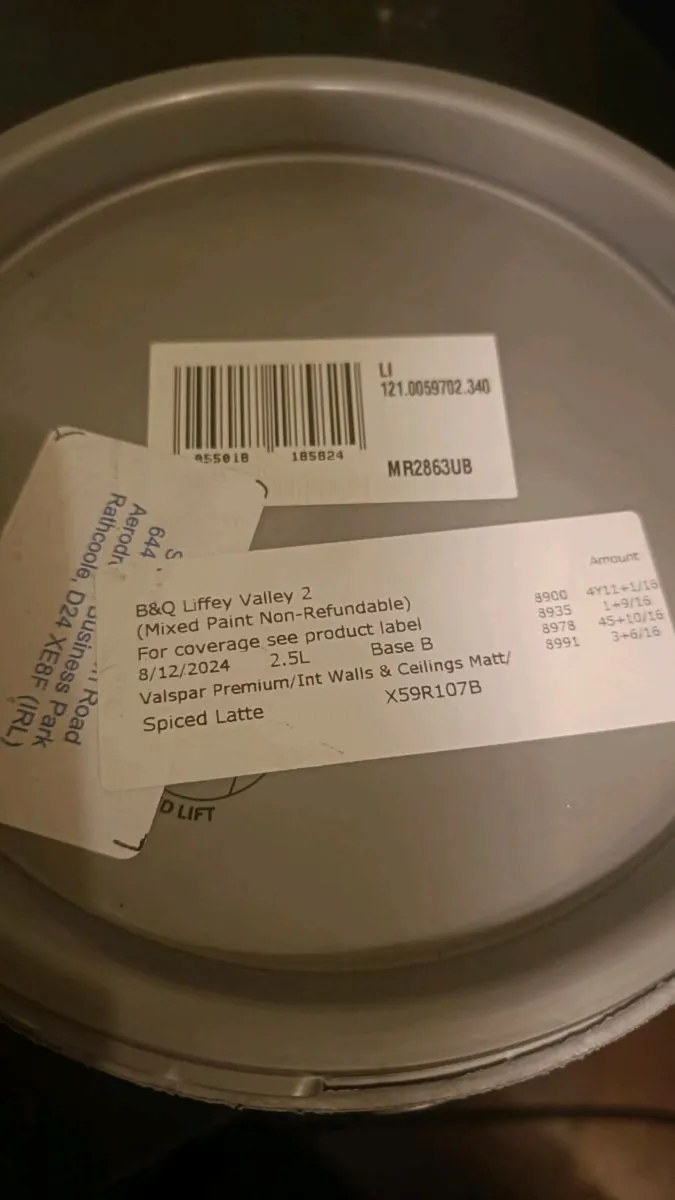 LI
121.0059702.340
055018 185824
MR2863UB
644
Aerodr
Road
Business Park
Rathcoole, D24 XE8F (IRL)
Amount
B&Q Liffey Valley 2
(Mixed Paint Non-Refundable)
For coverage see product label
8/12/2024 2.5L Base B
Valspar Premium/Int Walls & Ceilings Matt/
Spiced Latte X59R107B
8900 4Y11+1/16
8935 1+9/16
8978 45+10/16
8991 3+6/16
D LIFT